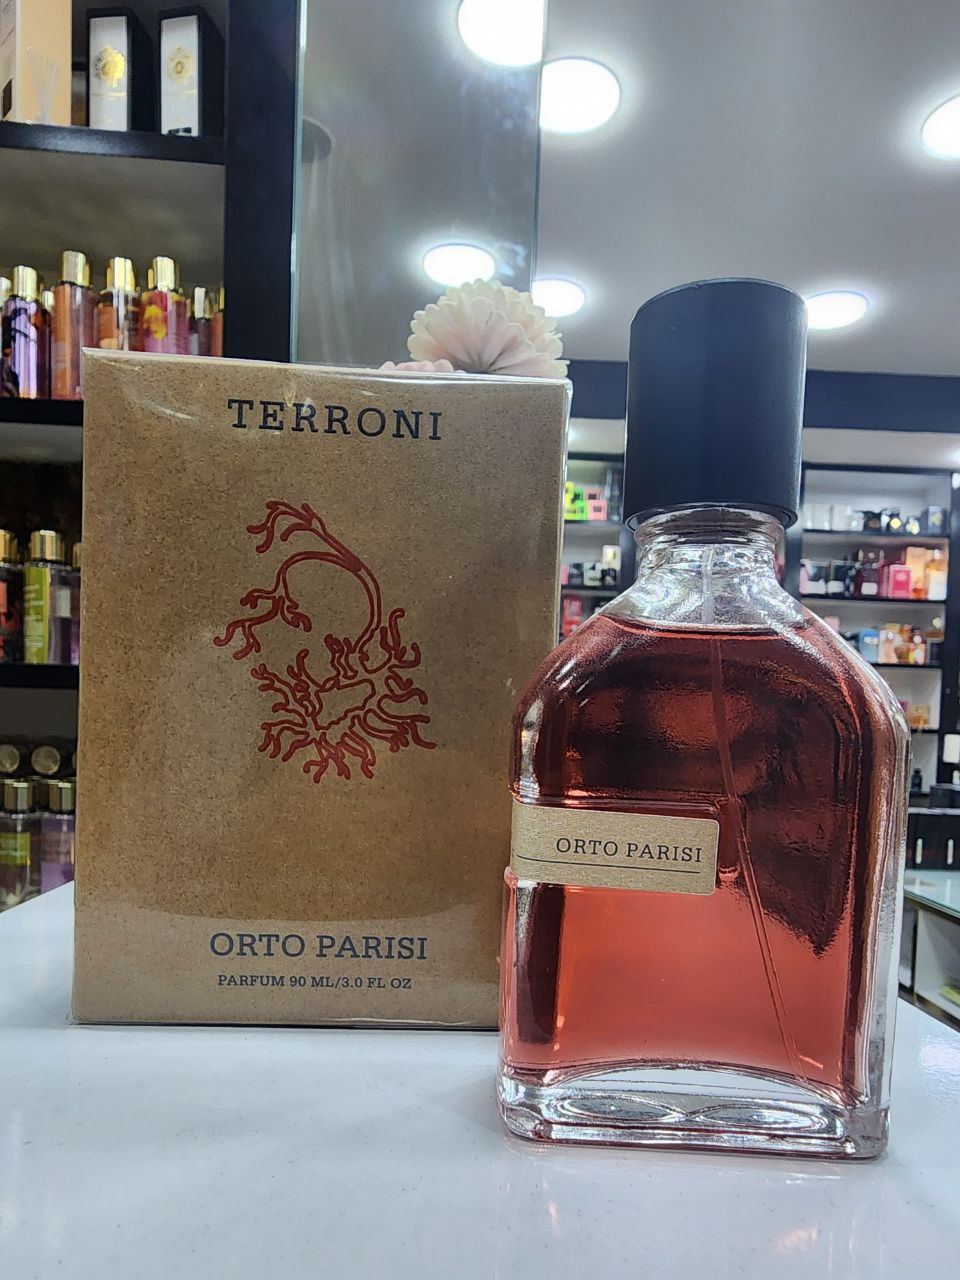 TERRONI
ORTO PARISI
PARFUM 90 ML/3.0 FL OZ
ORTO PARISI